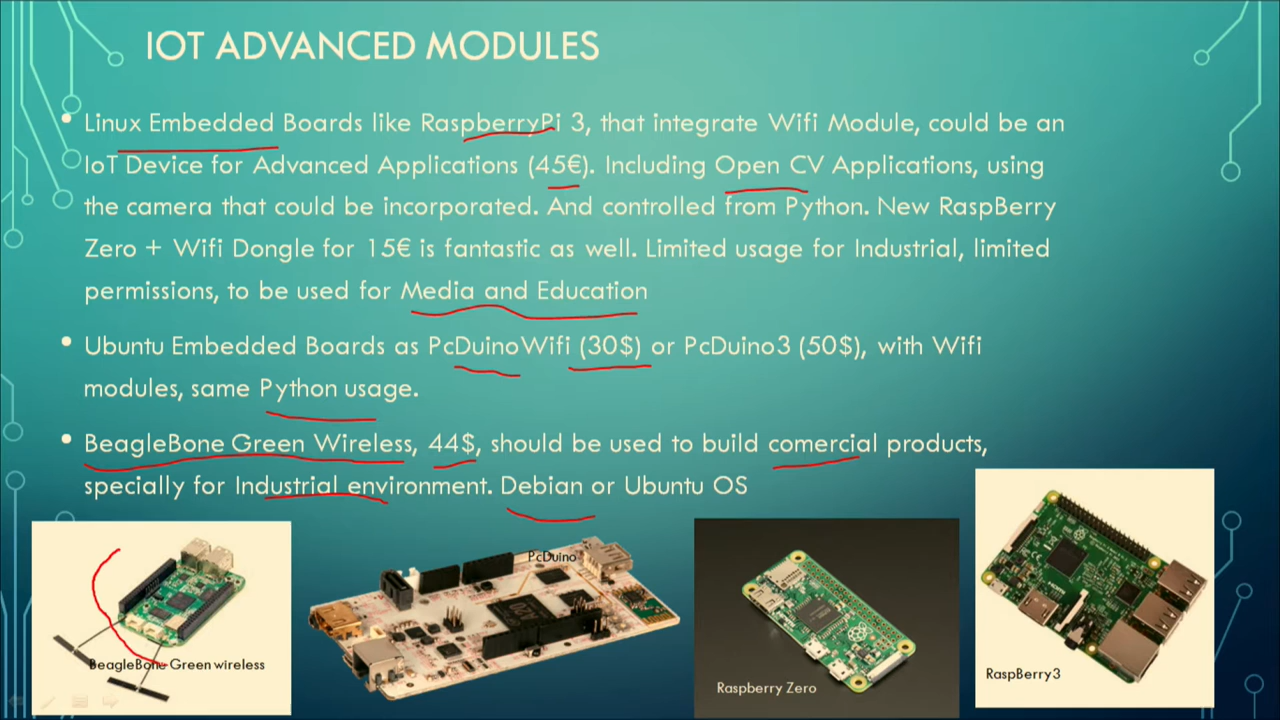 IOT ADVANCED MODULES
• Linux Embedded Boards like RaspberryPi 3, that integrate Wifi Module, could be an
IoT Device for Advanced Applications (45€). Including Open CV Applications, using
the camera that could be incorporated. And controlled from Python. New RaspBerry
Zero + Wifi Dongle for 15€ is fantastic as well. Limited usage for Industrial, limited
permissions, to be used for Media and Education
• Ubuntu Embedded Boards as PcDuinoWifi (30$) or PcDuino3 (50$), with Wifi
modules, same Python usage.
• BeagleBone Green Wireless, 44$, should be used to build comercial products,
specially for Industrial environment. Debian or Ubuntu OS
BeagleBone Green wireless
PcDuino
Raspberry Zero
RaspBerry3